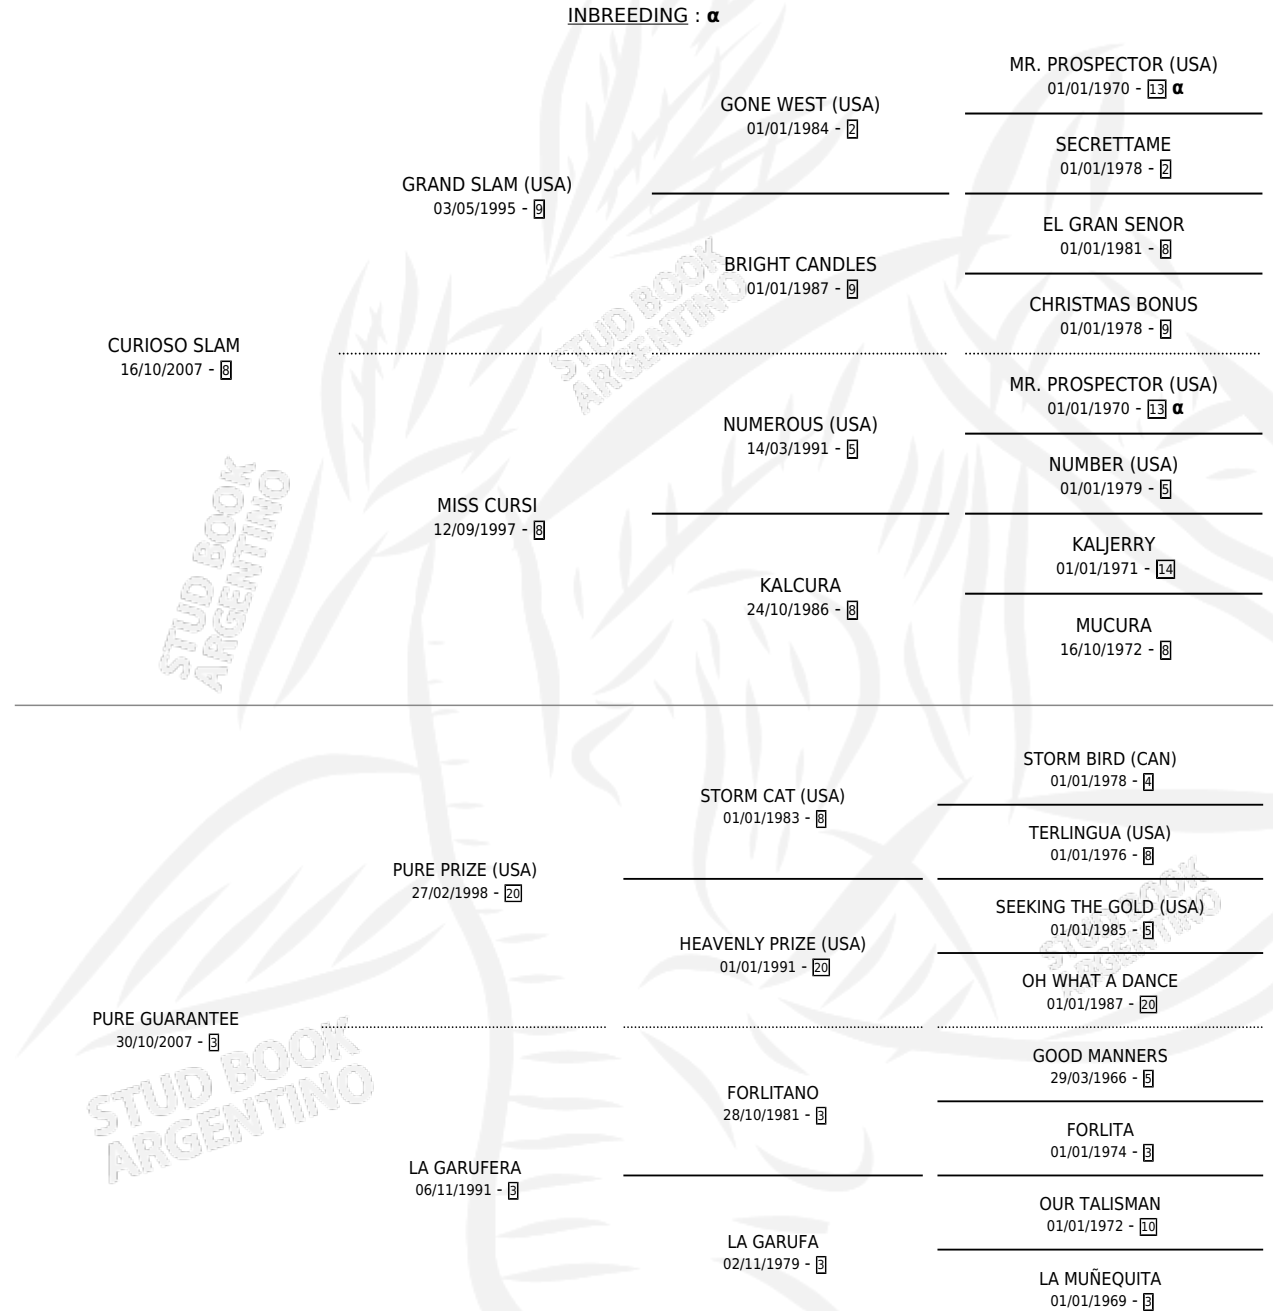 INBREEDING : α
MR. PROSPECTOR (USA)
01/01/1970 - 13 α
GONE WEST (USA)
01/01/1984 - 2
SECRETTAME
01/01/1978 - 2
GRAND SLAM (USA)
03/05/1995 - 9
EL GRAN SENOR
01/01/1981 - 8
BRIGHT CANDLES
01/01/1987 - 9
CHRISTMAS BONUS
01/01/1978 - 9
CURIOSO SLAM
16/10/2007 - 8
MR. PROSPECTOR (USA)
01/01/1970 - 13 α
NUMEROUS (USA)
14/03/1991 - 5
NUMBER (USA)
01/01/1979 - 5
MISS CURSI
12/09/1997 - 8
KALJERRY
01/01/1971 - 14
KALCURA
24/10/1986 - 8
MUCURA
16/10/1972 - 8
STORM BIRD (CAN)
01/01/1978 - 4
STORM CAT (USA)
01/01/1983 - 8
TERLINGUA (USA)
01/01/1976 - 8
PURE PRIZE (USA)
27/02/1998 - 20
SEEKING THE GOLD (USA)
01/01/1985 - 5
HEAVENLY PRIZE (USA)
01/01/1991 - 20
OH WHAT A DANCE
01/01/1987 - 20
PURE GUARANTEE
30/10/2007 - 3
GOOD MANNERS
29/03/1966 - 5
FORLITANO
28/10/1981 - 3
FORLITA
01/01/1974 - 3
LA GARUFERA
06/11/1991 - 3
OUR TALISMAN
01/01/1972 - 10
LA GARUFA
02/11/1979 - 3
LA MUÑEQUITA
01/01/1969 - 3
STUD BOOK
ARGENTINO
STUD BOOK
ARGENTINO
STUD BOOK
ARGENTINO
STUD BOOK
ARGENTINO